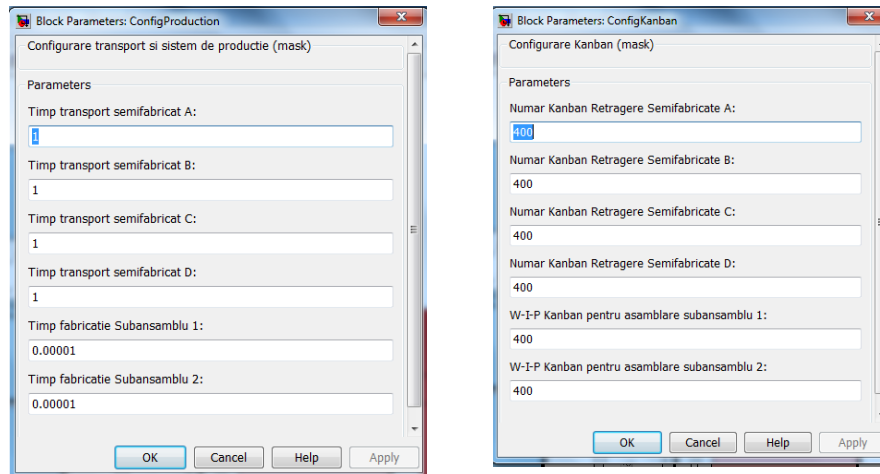 Block Parameters: ConfigProduction
Configurare transport si sistem de productie (mask)
Parameters
Timp transport semifabricat A:
1
Timp transport semifabricat B:
1
Timp transport semifabricat C:
1
Timp transport semifabricat D:
1
Timp fabricatie Subansamblu 1:
0.00001
Timp fabricatie Subansamblu 2:
0.00001
OK Cancel Help Apply
Block Parameters: ConfigKanban
Configurare Kanban (mask)
Parameters
Numar Kanban Retragere Semifabricate A:
400
Numar Kanban Retragere Semifabricate B:
400
Numar Kanban Retragere Semifabricate C:
400
Numar Kanban Retragere Semifabricate D:
400
W-I-P Kanban pentru asamblare subansamblu 1:
400
W-I-P Kanban pentru asamblare subansamblu 2:
400
OK Cancel Help Apply